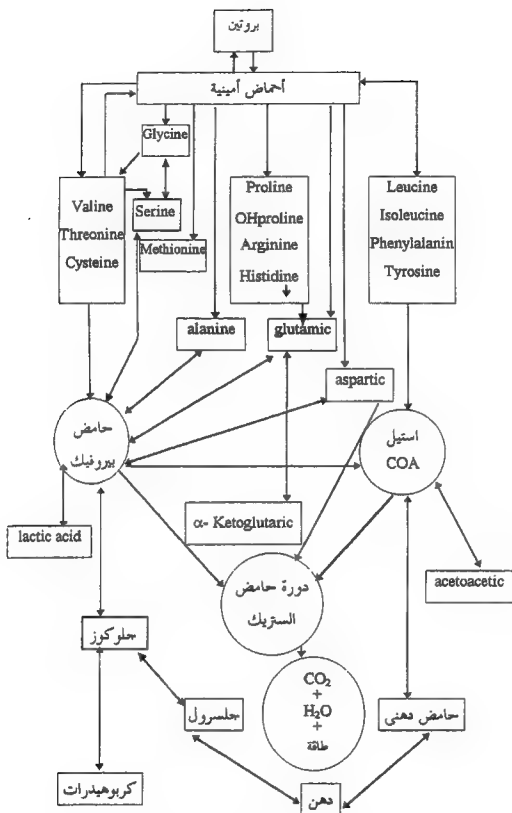 بروتين
أحماض أمينية
Glycine
Valine
Threonine
Cysteine
Serine
Methionine
Proline
OHproline
Arginine
Histidine
Leucine
Isoleucine
Phenylalanin
Tyrosine
alanine
glutamic
aspartic
حامض
بيروفيك
استيل
COA
lactic acid
α- Ketoglutaric
acetoacetic
دورة حامض
الستريك
جلوكوز
CO₂
+
H₂O
+
طاقة
جلسرول
حامض دهنى
كربوهيدرات
دهن